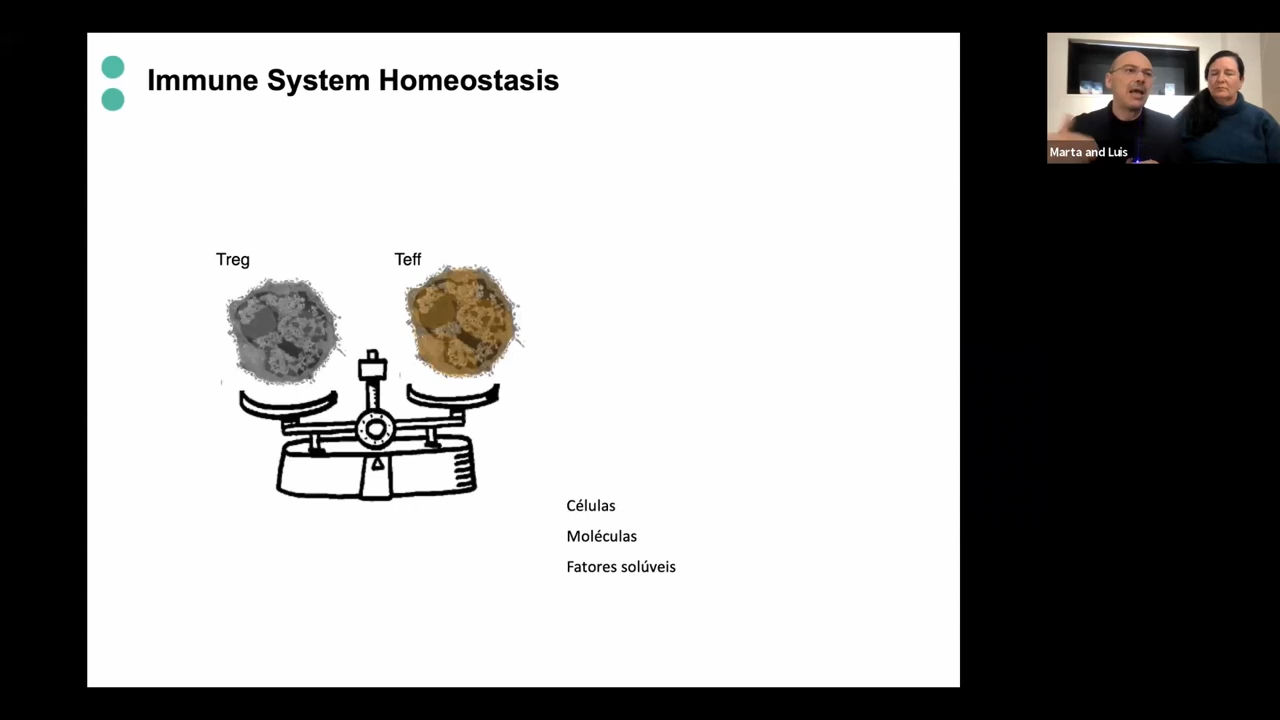 Immune System Homeostasis
Marta and Luis
Treg
Teff
Células
Moléculas
Fatores solúveis